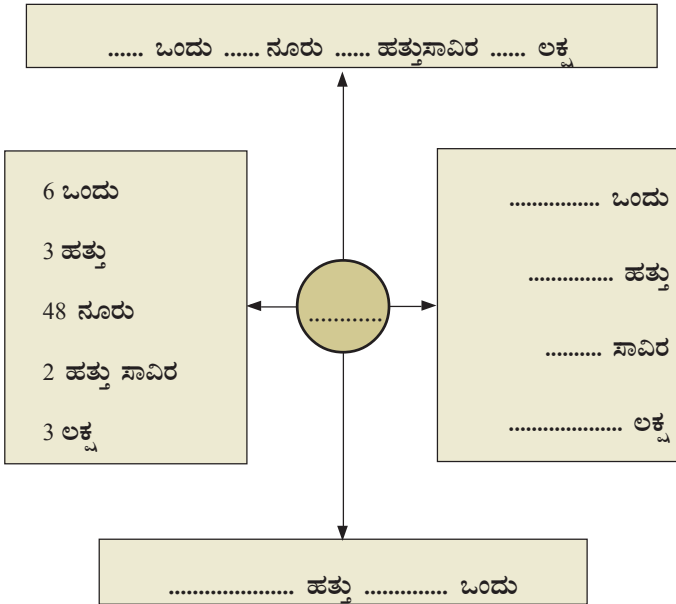 ...... ಒಂದು ...... ನೂರು ...... ಹತ್ತುಸಾವಿರ ...... ಲಕ್ಷ
6 ಒಂದು
3 ಹತ್ತು
48 ನೂರು
2 ಹತ್ತು ಸಾವಿರ
3 ಲಕ್ಷ
............
................ ಒಂದು
............... ಹತ್ತು
.......... ಸಾವಿರ
.................... ಲಕ್ಷ
...................... ಹತ್ತು .............. ಒಂದು